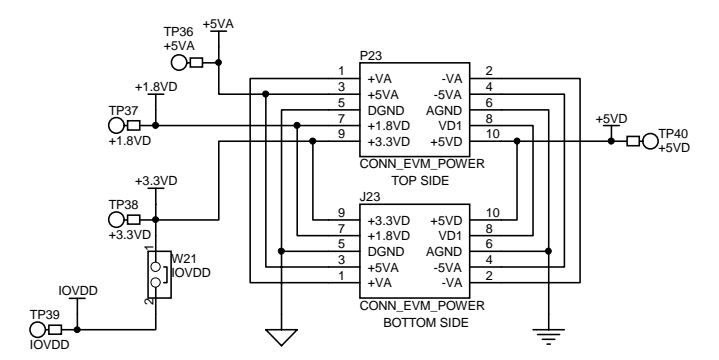 +5VA
TP36
+5VA
P23
1 +VA -VA 2
3 +5VA -5VA 4
5 DGND AGND 6
7 +1.8VD VD1 8
9 +3.3VD +5VD 10
CONN_EVM_POWER
TOP SIDE
+1.8VD
TP37
+1.8VD
+5VD
TP40
+5VD
+3.3VD
TP38
+3.3VD
1
W21
IOVDD
2
J23
9 +3.3VD +5VD 10
7 +1.8VD VD1 8
5 DGND AGND 6
3 +5VA -5VA 4
1 +VA -VA 2
CONN_EVM_POWER
BOTTOM SIDE
IOVDD
TP39
IOVDD